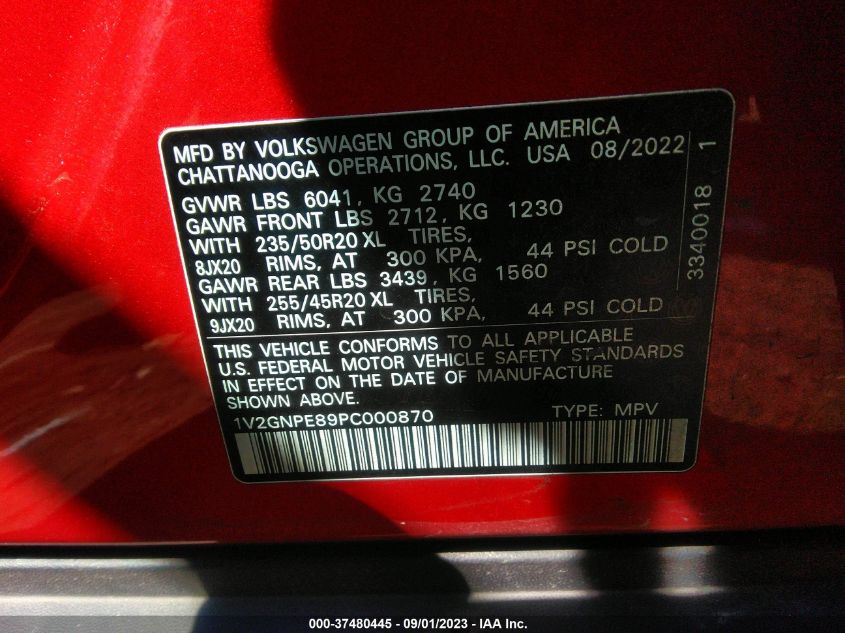 MFD BY VOLKSWAGEN GROUP OF AMERICA
CHATTANOOGA OPERATIONS, LLC. USA 08/2022
GVWR LBS 6041, KG 2740
GAWR FRONT LBS 2712, KG 1230
WITH 235/50R20 XL TIRES,
8JX20 RIMS, AT 300 KPA, 44 PSI COLD
GAWR REAR LBS 3439, KG 1560
WITH 255/45R20 XL TIRES,
9JX20 RIMS, AT 300 KPA, 44 PSI COLD
3340018 1
THIS VEHICLE CONFORMS TO ALL APPLICABLE
U.S. FEDERAL MOTOR VEHICLE SAFETY STANDARDS
IN EFFECT ON THE DATE OF MANUFACTURE
SHOWN ABOVE.
1V2GNPE89PC000870 TYPE: MPV
000-37480445 - 09/01/2023 - IAA Inc.